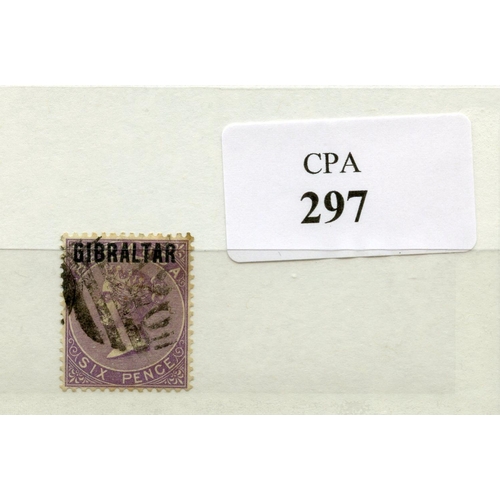 CPA
297
GIBRALTAR
SIX PENCE